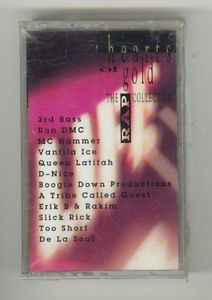 hearts
of gold
THE RAP COLLECTION
3rd Bass
Run DMC
MC Hammer
Vanilla Ice
Queen Latifah
D-Nice
Boogie Down Productions
A Tribe Called Quest
Erik B & Rakim
Slick Rick
Too Short
De La Soul